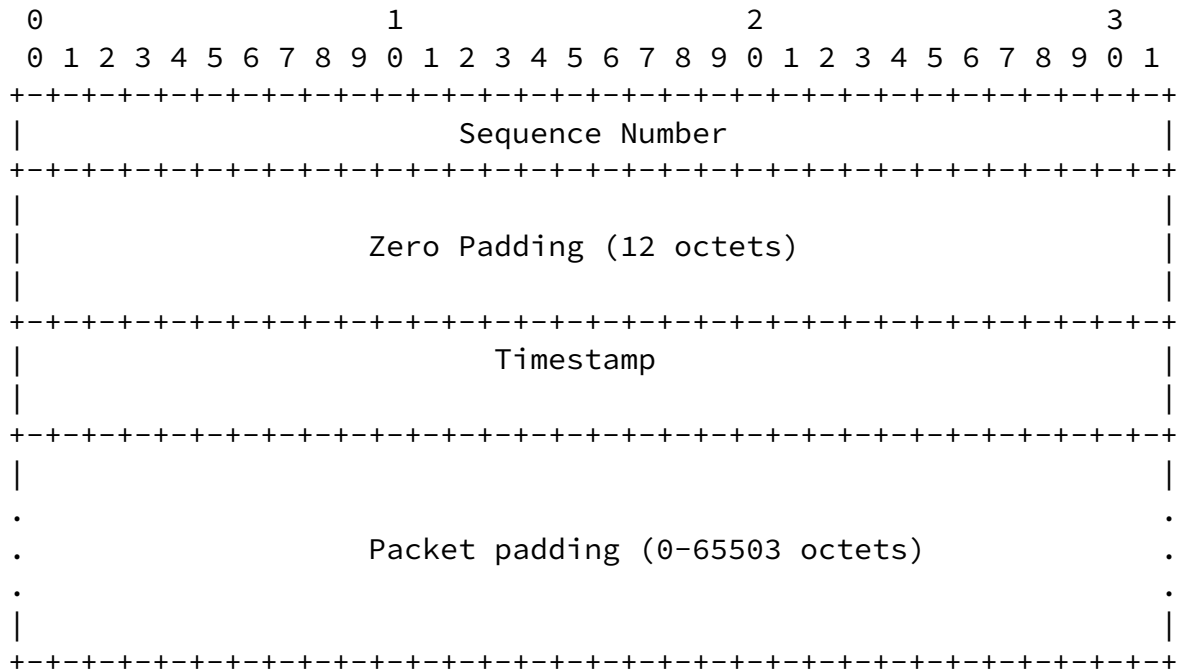 0                   1                   2                   3
 0 1 2 3 4 5 6 7 8 9 0 1 2 3 4 5 6 7 8 9 0 1 2 3 4 5 6 7 8 9 0 1
+-+-+-+-+-+-+-+-+-+-+-+-+-+-+-+-+-+-+-+-+-+-+-+-+-+-+-+-+-+-+-+-+
|                        Sequence Number                        |
+-+-+-+-+-+-+-+-+-+-+-+-+-+-+-+-+-+-+-+-+-+-+-+-+-+-+-+-+-+-+-+-+
|                                                               |
|                   Zero Padding (12 octets)                    |
|                                                               |
+-+-+-+-+-+-+-+-+-+-+-+-+-+-+-+-+-+-+-+-+-+-+-+-+-+-+-+-+-+-+-+-+
|                          Timestamp                            |
|                                                               |
+-+-+-+-+-+-+-+-+-+-+-+-+-+-+-+-+-+-+-+-+-+-+-+-+-+-+-+-+-+-+-+-+
|                                                               |
.                                                               .
.                   Packet padding (0-65503 octets)             .
.                                                               .
|                                                               |
+-+-+-+-+-+-+-+-+-+-+-+-+-+-+-+-+-+-+-+-+-+-+-+-+-+-+-+-+-+-+-+-+